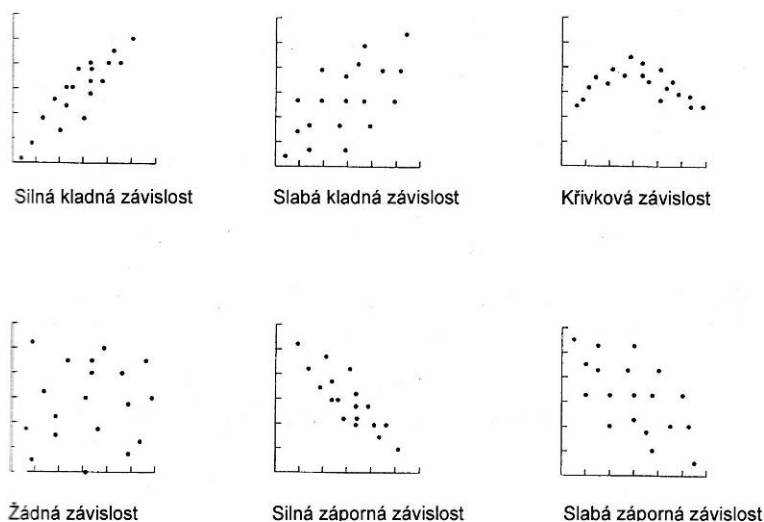 Silná kladná závislost
Slabá kladná závislost
Křivková závislost
Žádná závislost
Silná záporná závislost
Slabá záporná závislost